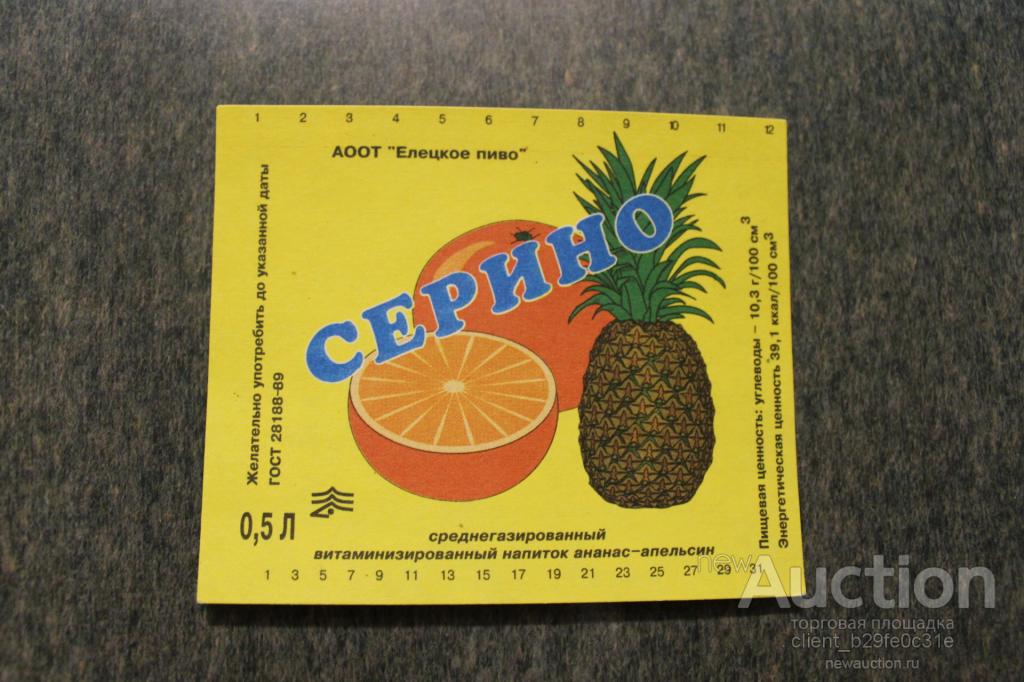 1 2 3 4 5 6 7 8 9 10 11 12
АООТ "Елецкое пиво"
СЕРИНО
Желательно употребить до указанной даты
ГОСТ 28188-89
0,5 Л
Пищевая ценность: углеводы – 10,3 г/100 см³
Энергетическая ценность 39,1 ккал/100 см³
среднегазированный
витаминизированный напиток ананас-апельсин
1 3 5 7 9 11 13 15 17 19 21 23 25 27 29 31
newAuction
торговая площадка
client_b29fe0c31e
newauction.ru